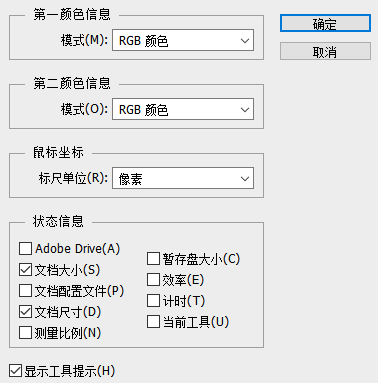 第一颜色信息
模式(M): RGB 颜色
确定
取消
第二颜色信息
模式(O): RGB 颜色
鼠标坐标
标尺单位(R): 像素
状态信息
Adobe Drive(A)
文档大小(S)
文档配置文件(P)
文档尺寸(D)
测量比例(N)
暂存盘大小(C)
效率(E)
计时(T)
当前工具(U)
显示工具提示(H)